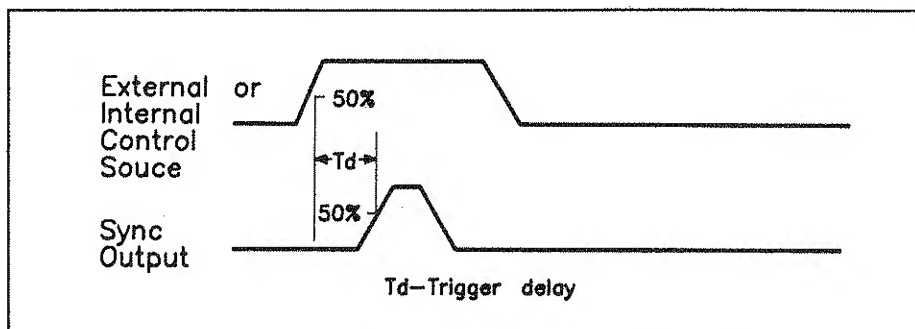 External or
Internal
Control
Souce
50%
Td
50%
Sync
Output
Td-Trigger delay